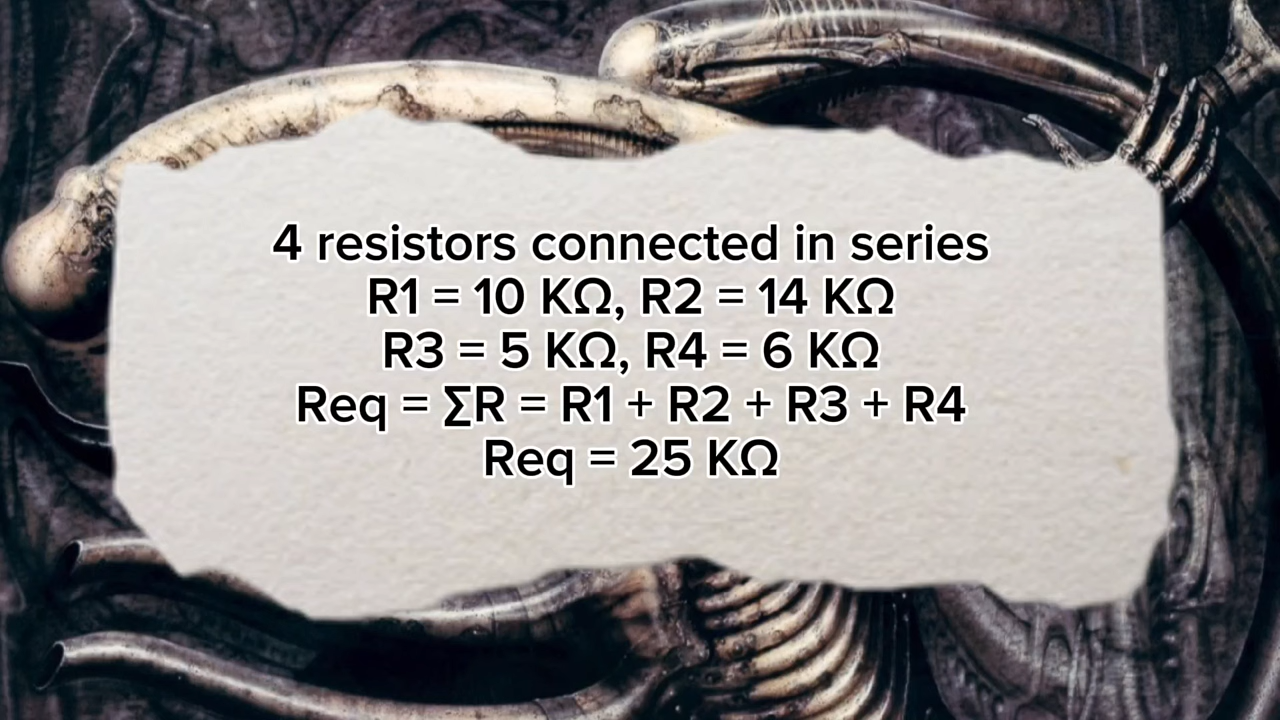 4 resistors connected in series
R1 = 10 KΩ, R2 = 14 KΩ
R3 = 5 KΩ, R4 = 6 KΩ
Req = ∑R = R1 + R2 + R3 + R4
Req = 25 KΩ